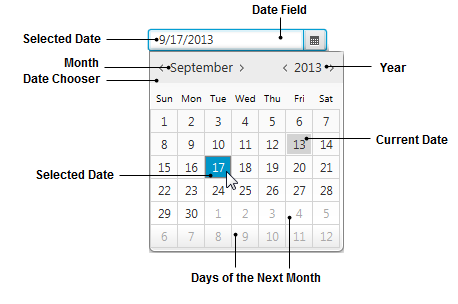 Date Field
Selected Date 9/17/2013
Month < September > < 2013 > Year
Date Chooser
Sun Mon Tue Wed Thu Fri Sat
1 2 3 4 5 6 7
8 9 10 11 12 13 14 Current Date
15 16 17 18 19 20 21
Selected Date
22 23 24 25 26 27 28
29 30 1 2 3 4 5
6 7 8 9 10 11 12
Days of the Next Month